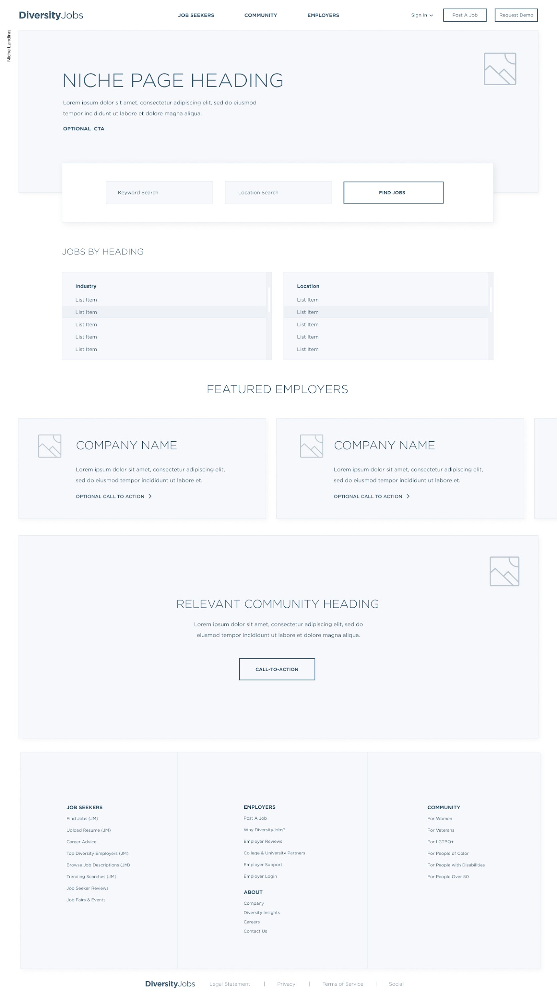 DiversityJobs
JOB SEEKERS
COMMUNITY
EMPLOYERS
Sign In
Post A Job
Request Demo
Niche Landing
NICHE PAGE HEADING
Lorem ipsum dolor sit amet, consectetur adipiscing elit, sed do eiusmod
tempor incididunt ut labore et dolore magna aliqua.
OPTIONAL CTA
Keyword Search
Location Search
FIND JOBS
JOBS BY HEADING
Industry
List Item
List Item
List Item
List Item
List Item
Location
List Item
List Item
List Item
List Item
List Item
FEATURED EMPLOYERS
COMPANY NAME
Lorem ipsum dolor sit amet, consectetur adipiscing elit,
sed do eiusmod tempor incididunt ut labore et.
OPTIONAL CALL TO ACTION
COMPANY NAME
Lorem ipsum dolor sit amet, consectetur adipiscing elit,
sed do eiusmod tempor incididunt ut labore et.
OPTIONAL CALL TO ACTION
RELEVANT COMMUNITY HEADING
Lorem ipsum dolor sit amet, consectetur adipiscing elit, sed do
eiusmod tempor incididunt ut labore et dolore magna aliqua.
CALL-TO-ACTION
JOB SEEKERS
Find Jobs (JM)
Upload Resume (JM)
Career Advice
Top Diversity Employers (JM)
Browse Job Descriptions (JM)
Trending Searches (JM)
Job Seeker Reviews
Job Fairs & Events
EMPLOYERS
Post A Job
Why DiversityJobs?
Employer Reviews
College & University Partners
Employer Support
Employer Login
ABOUT
Company
Diversity Insights
Careers
Contact Us
COMMUNITY
For Women
For Veterans
For LGTBQ+
For People of Color
For People with Disabilities
For People Over 50
DiversityJobs
Legal Statement | Privacy | Terms of Service | Social